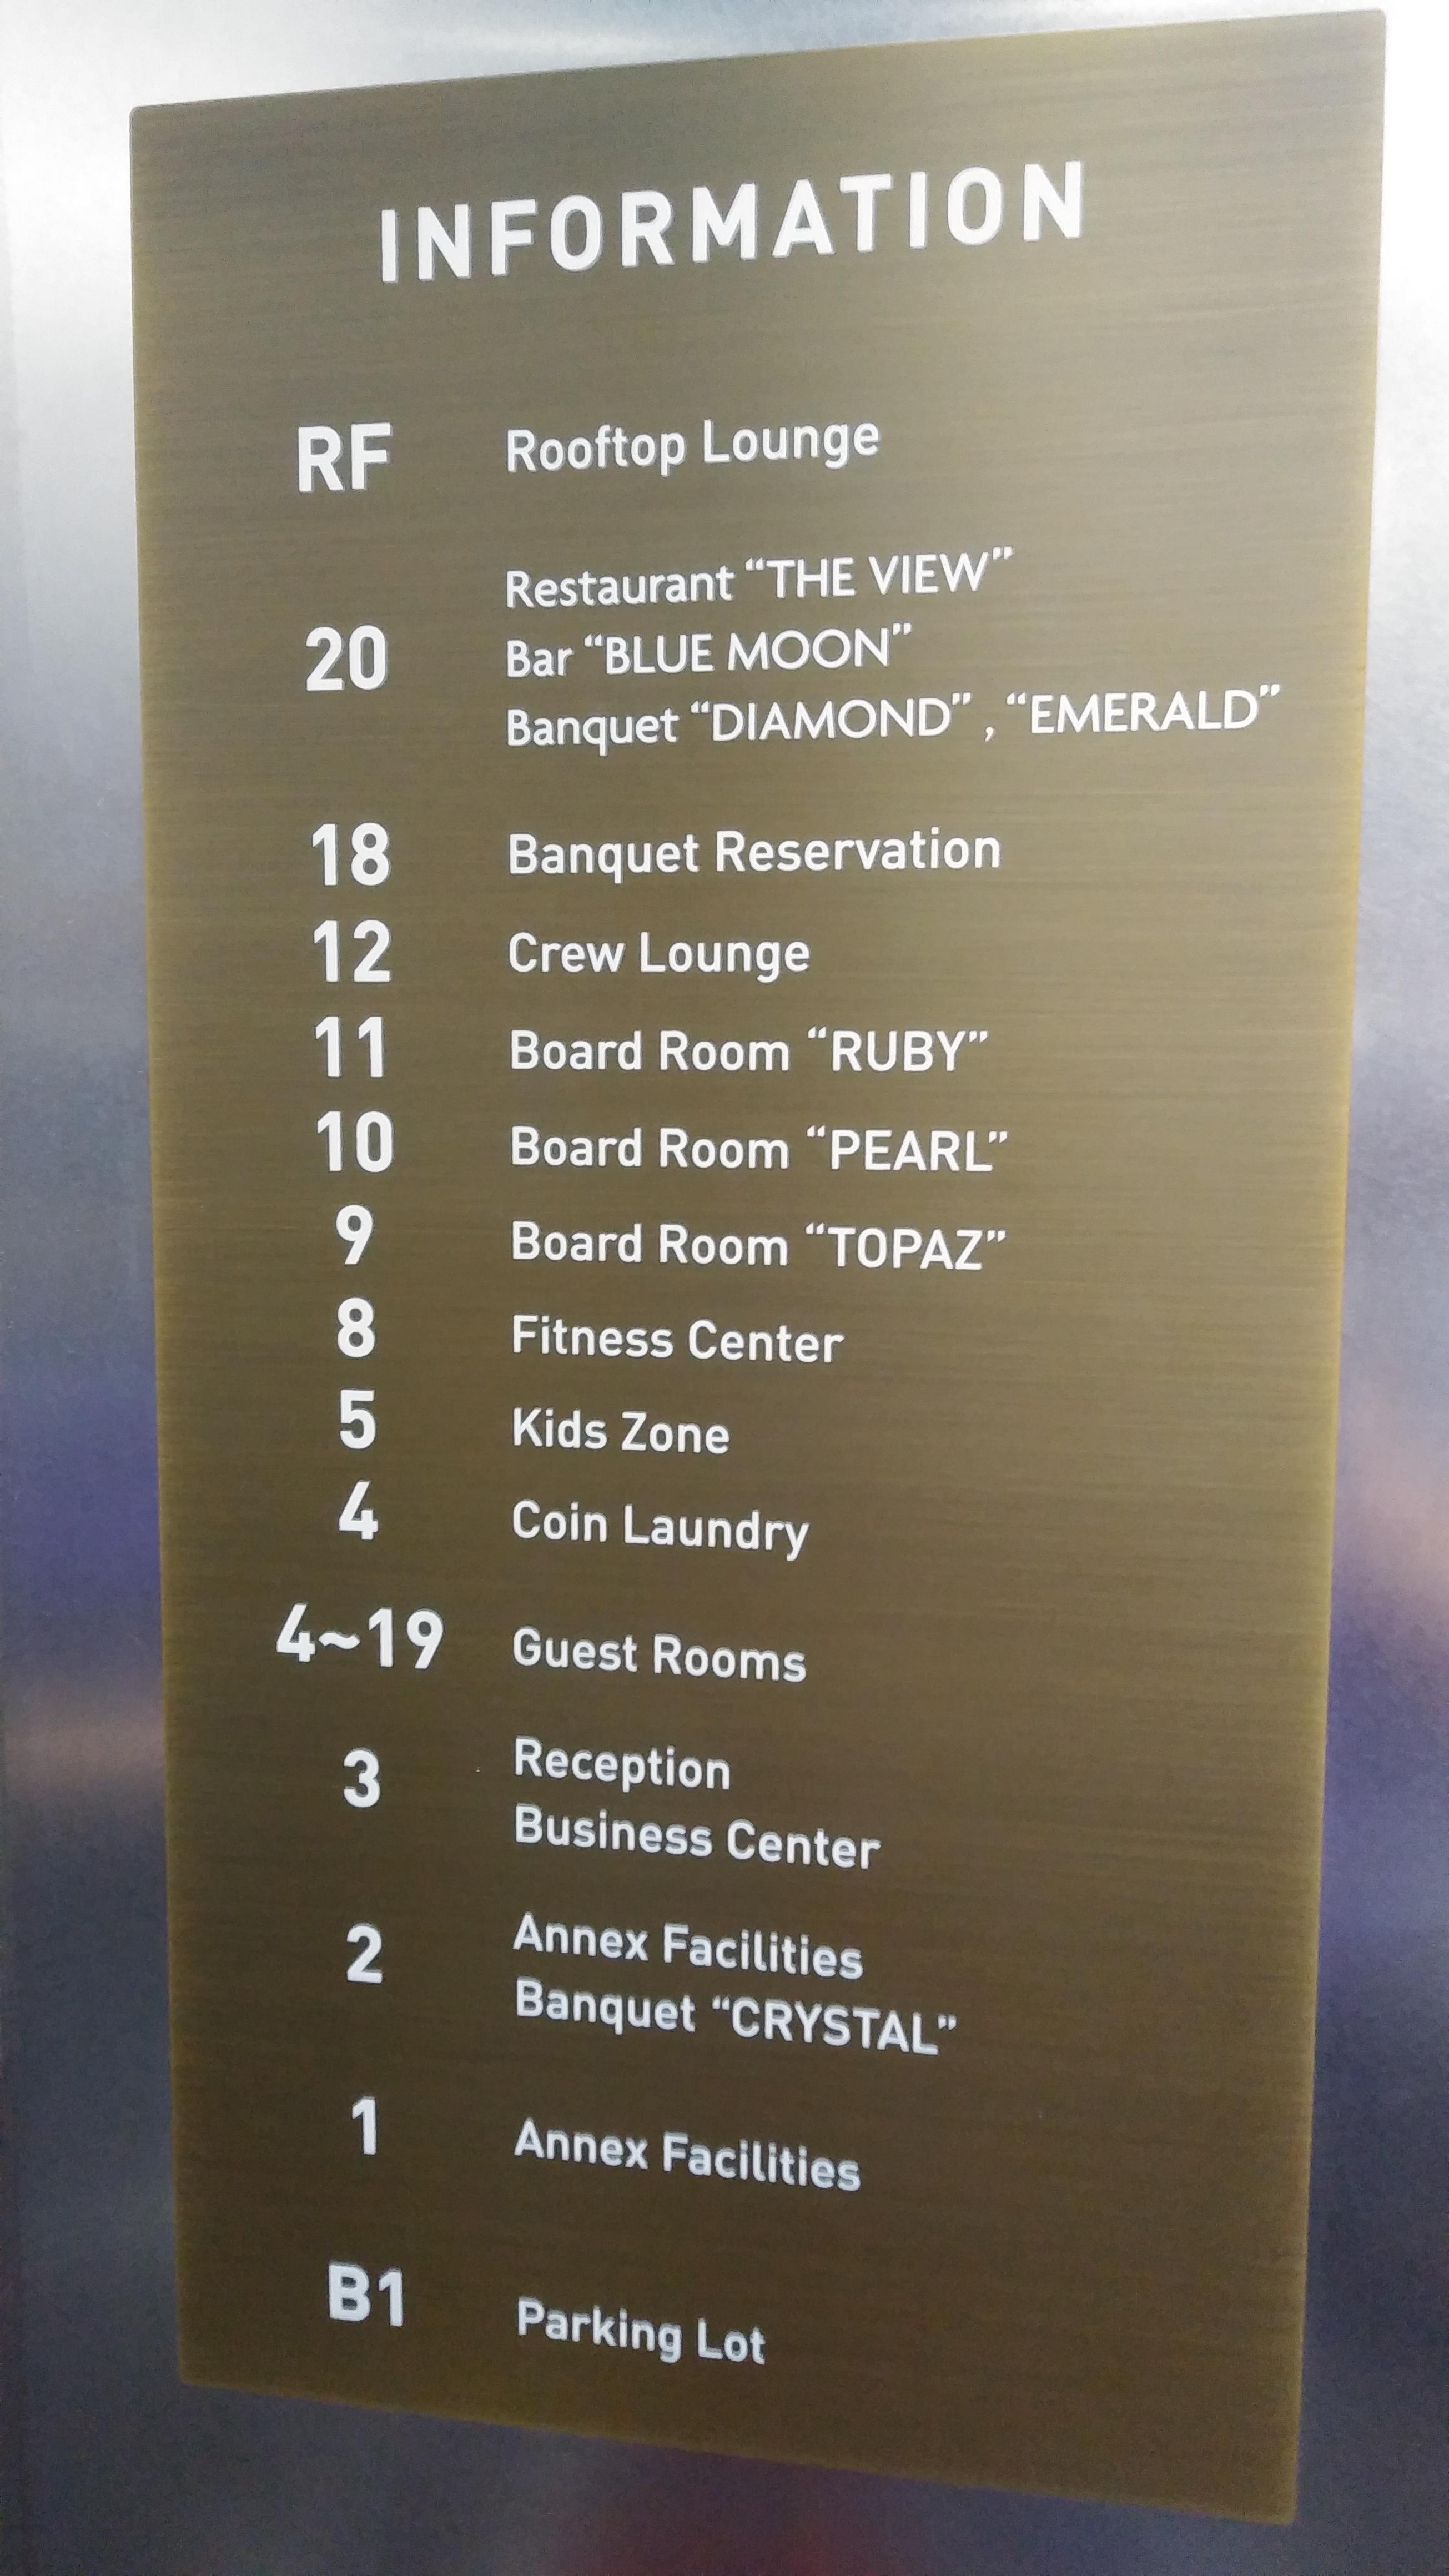 INFORMATION
RF Rooftop Lounge
Restaurant “THE VIEW”
20 Bar “BLUE MOON”
Banquet “DIAMOND” , “EMERALD”
18 Banquet Reservation
12 Crew Lounge
11 Board Room “RUBY”
10 Board Room “PEARL”
9 Board Room “TOPAZ”
8 Fitness Center
5 Kids Zone
4 Coin Laundry
4~19 Guest Rooms
3 Reception
Business Center
2 Annex Facilities
Banquet “CRYSTAL”
1 Annex Facilities
B1 Parking Lot